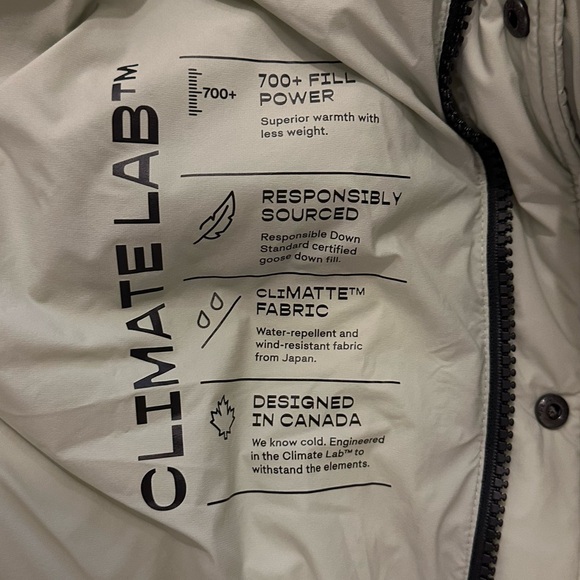 CLIMATE LAB™
700+
700+ FILL
POWER
Superior warmth with
less weight.
RESPONSIBLY
SOURCED
Responsible Down
Standard certified
goose down fill.
CLIMATTE™
FABRIC
Water-repellent and
wind-resistant fabric
from Japan.
DESIGNED
IN CANADA
We know cold. Engineered
in the Climate Lab™ to
withstand the elements.